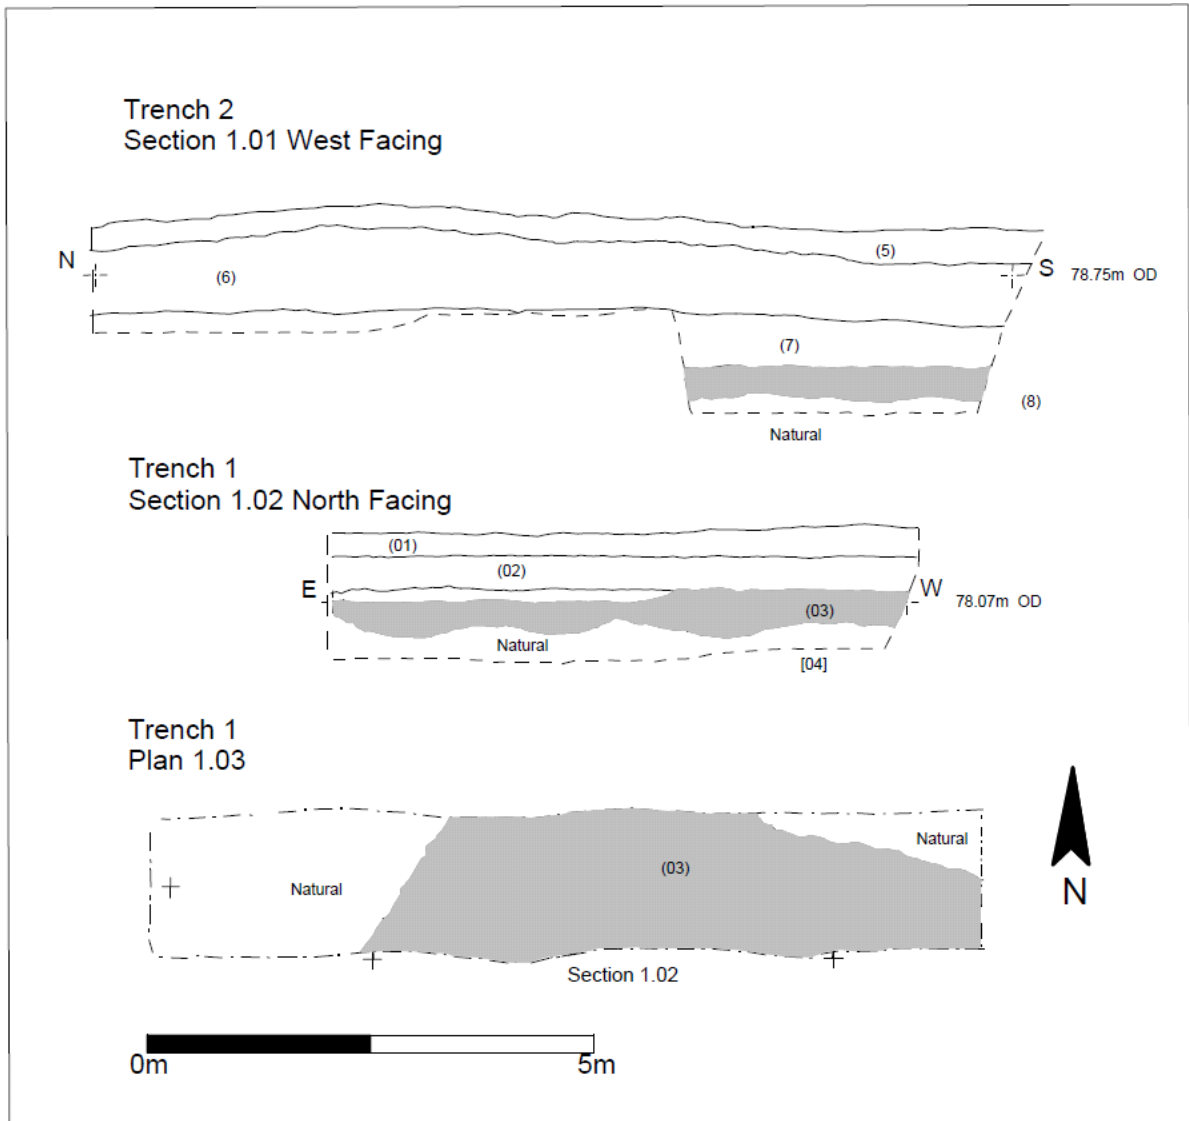 Trench 2
Section 1.01 West Facing
(5)
N
(6)
S
78.75m OD
(7)
(8)
Natural
Trench 1
Section 1.02 North Facing
(01)
(02)
E
W
(03)
78.07m OD
Natural
[04]
Trench 1
Plan 1.03
Natural
(03)
Natural
N
Section 1.02
0m
5m